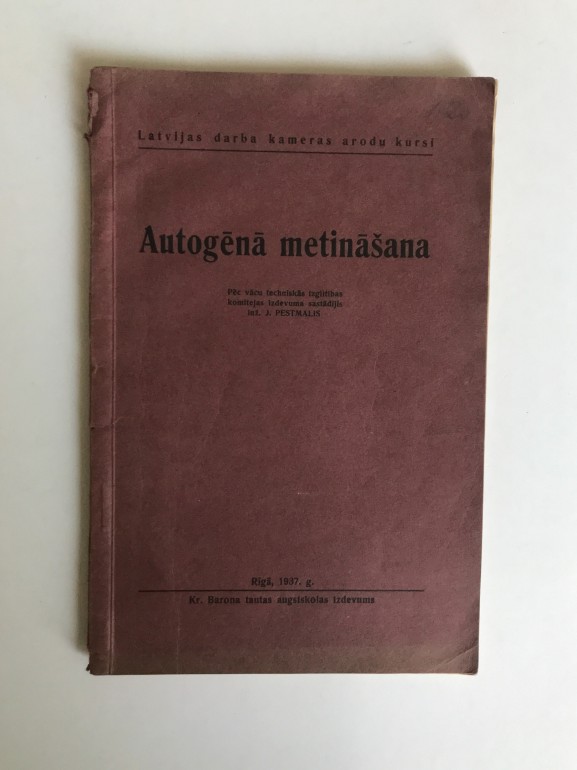 Latvijas darba kameras arodu kursi
Autogēnā metināšana
Pēc vācu techniskās izglītības
komitejas izdevuma sastādījis
inž. J. PESTMALIS
Rīgā, 1937. g.
Kr. Barona tautas augstskolas izdevums